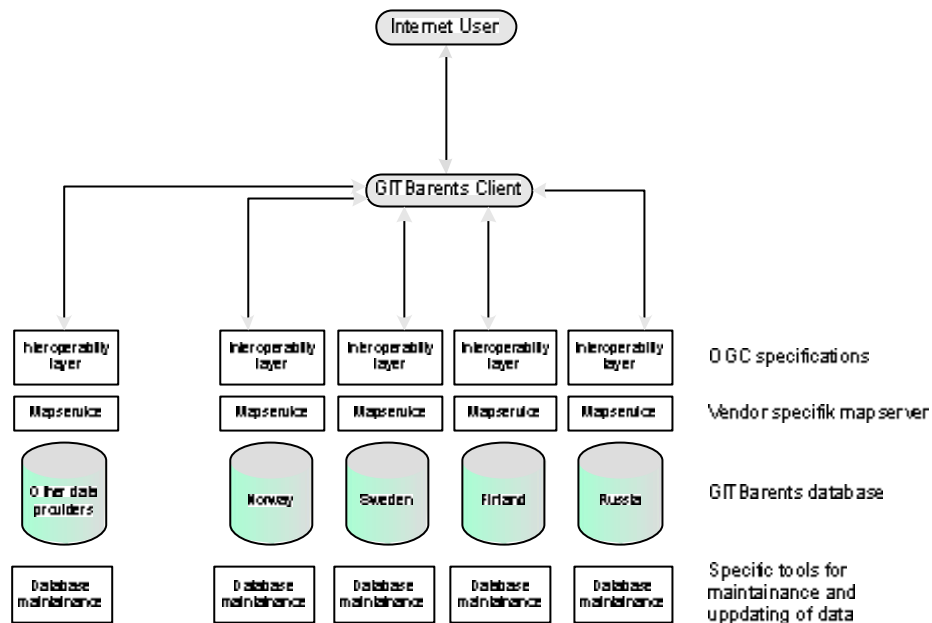 Internet User
GIT Barents Client
Interoperability
layer
Interoperability
layer
Interoperability
layer
Interoperability
layer
Interoperability
layer
OGC specifications
Mapservice
Mapservice
Mapservice
Mapservice
Mapservice
Vendor specifik mapserver
Other data
providers
Norway
Sweden
Finland
Russia
GIT Barents database
Database
maintainance
Database
maintainance
Database
maintainance
Database
maintainance
Database
maintainance
Specific tools for
maintainance and
uppdating of data